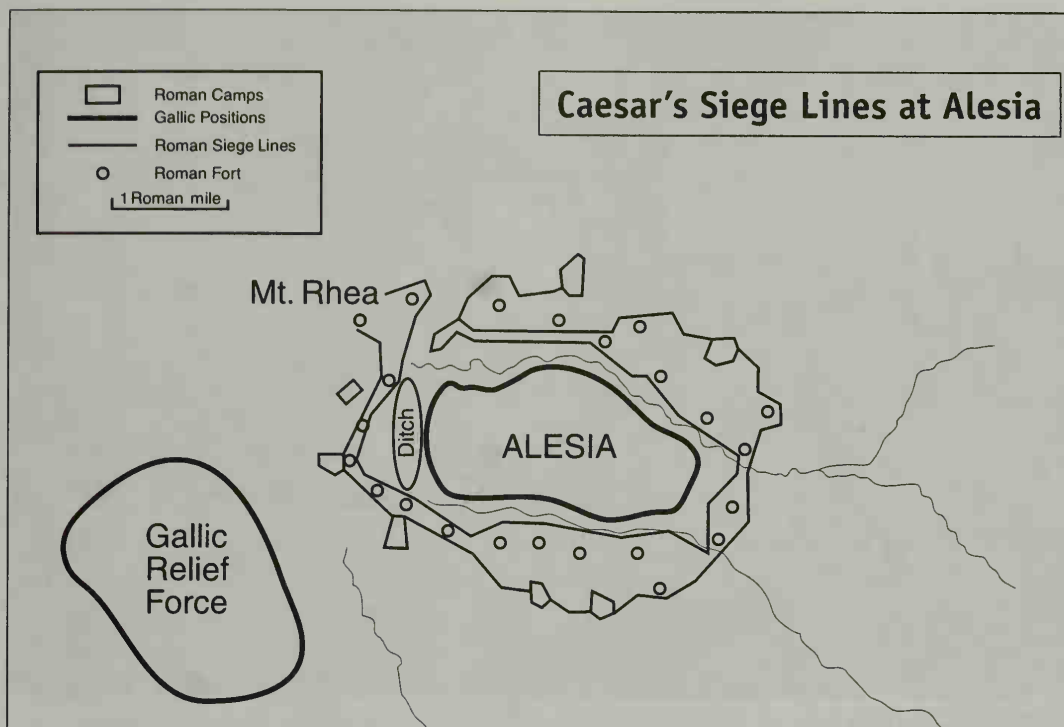 Roman Camps
Gallic Positions
Roman Siege Lines
Roman Fort
1 Roman mile
Caesar's Siege Lines at Alesia
Mt. Rhea
Ditch
ALESIA
Gallic
Relief
Force